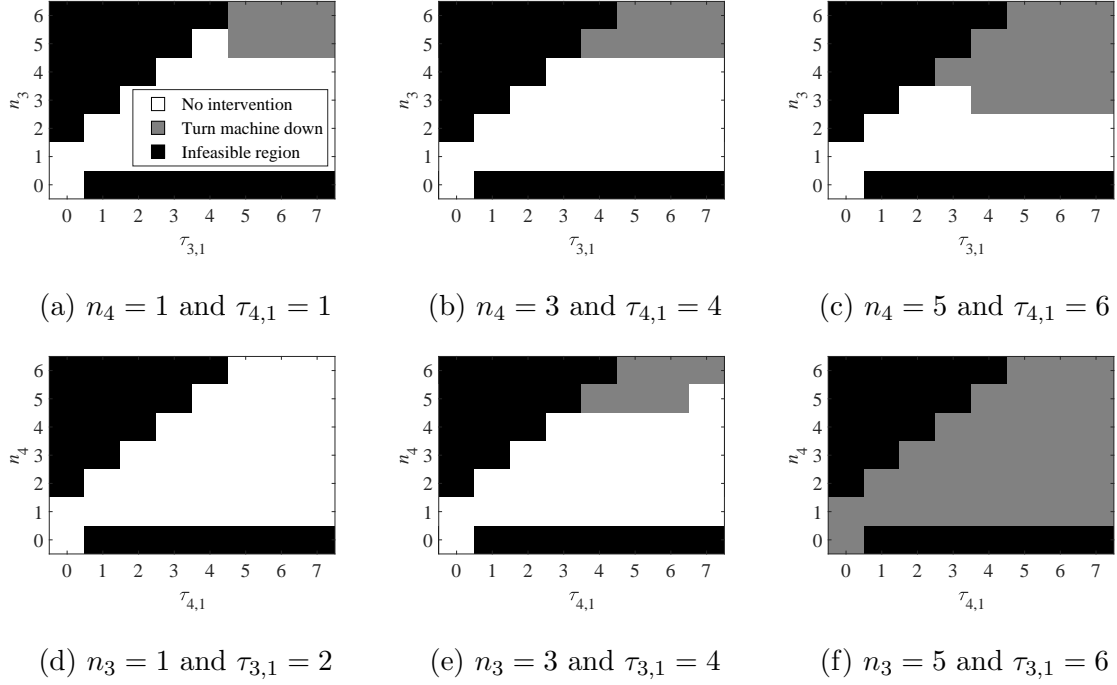 6
5
4
3
2
1
0
n₃
No intervention
Turn machine down
Infeasible region
0 1 2 3 4 5 6 7
τ₃,₁
(a) n₄ = 1 and τ₄,₁ = 1
6
5
4
3
2
1
0
n₃
0 1 2 3 4 5 6 7
τ₃,₁
(b) n₄ = 3 and τ₄,₁ = 4
6
5
4
3
2
1
0
n₃
0 1 2 3 4 5 6 7
τ₃,₁
(c) n₄ = 5 and τ₄,₁ = 6
6
5
4
3
2
1
0
n₄
0 1 2 3 4 5 6 7
τ₄,₁
(d) n₃ = 1 and τ₃,₁ = 2
6
5
4
3
2
1
0
n₄
0 1 2 3 4 5 6 7
τ₄,₁
(e) n₃ = 3 and τ₃,₁ = 4
6
5
4
3
2
1
0
n₄
0 1 2 3 4 5 6 7
τ₄,₁
(f) n₃ = 5 and τ₃,₁ = 6